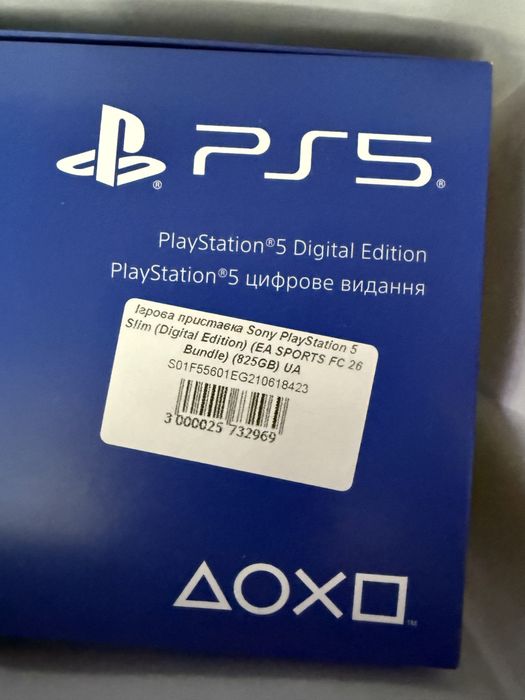 PS5®
PlayStation®5 Digital Edition
PlayStation®5 цифрове видання
Ігрова приставка Sony PlayStation 5
Slim (Digital Edition) (EA SPORTS FC 26
Bundle) (825GB) UA
S01F55601EG210618423
3 000025 732969
™